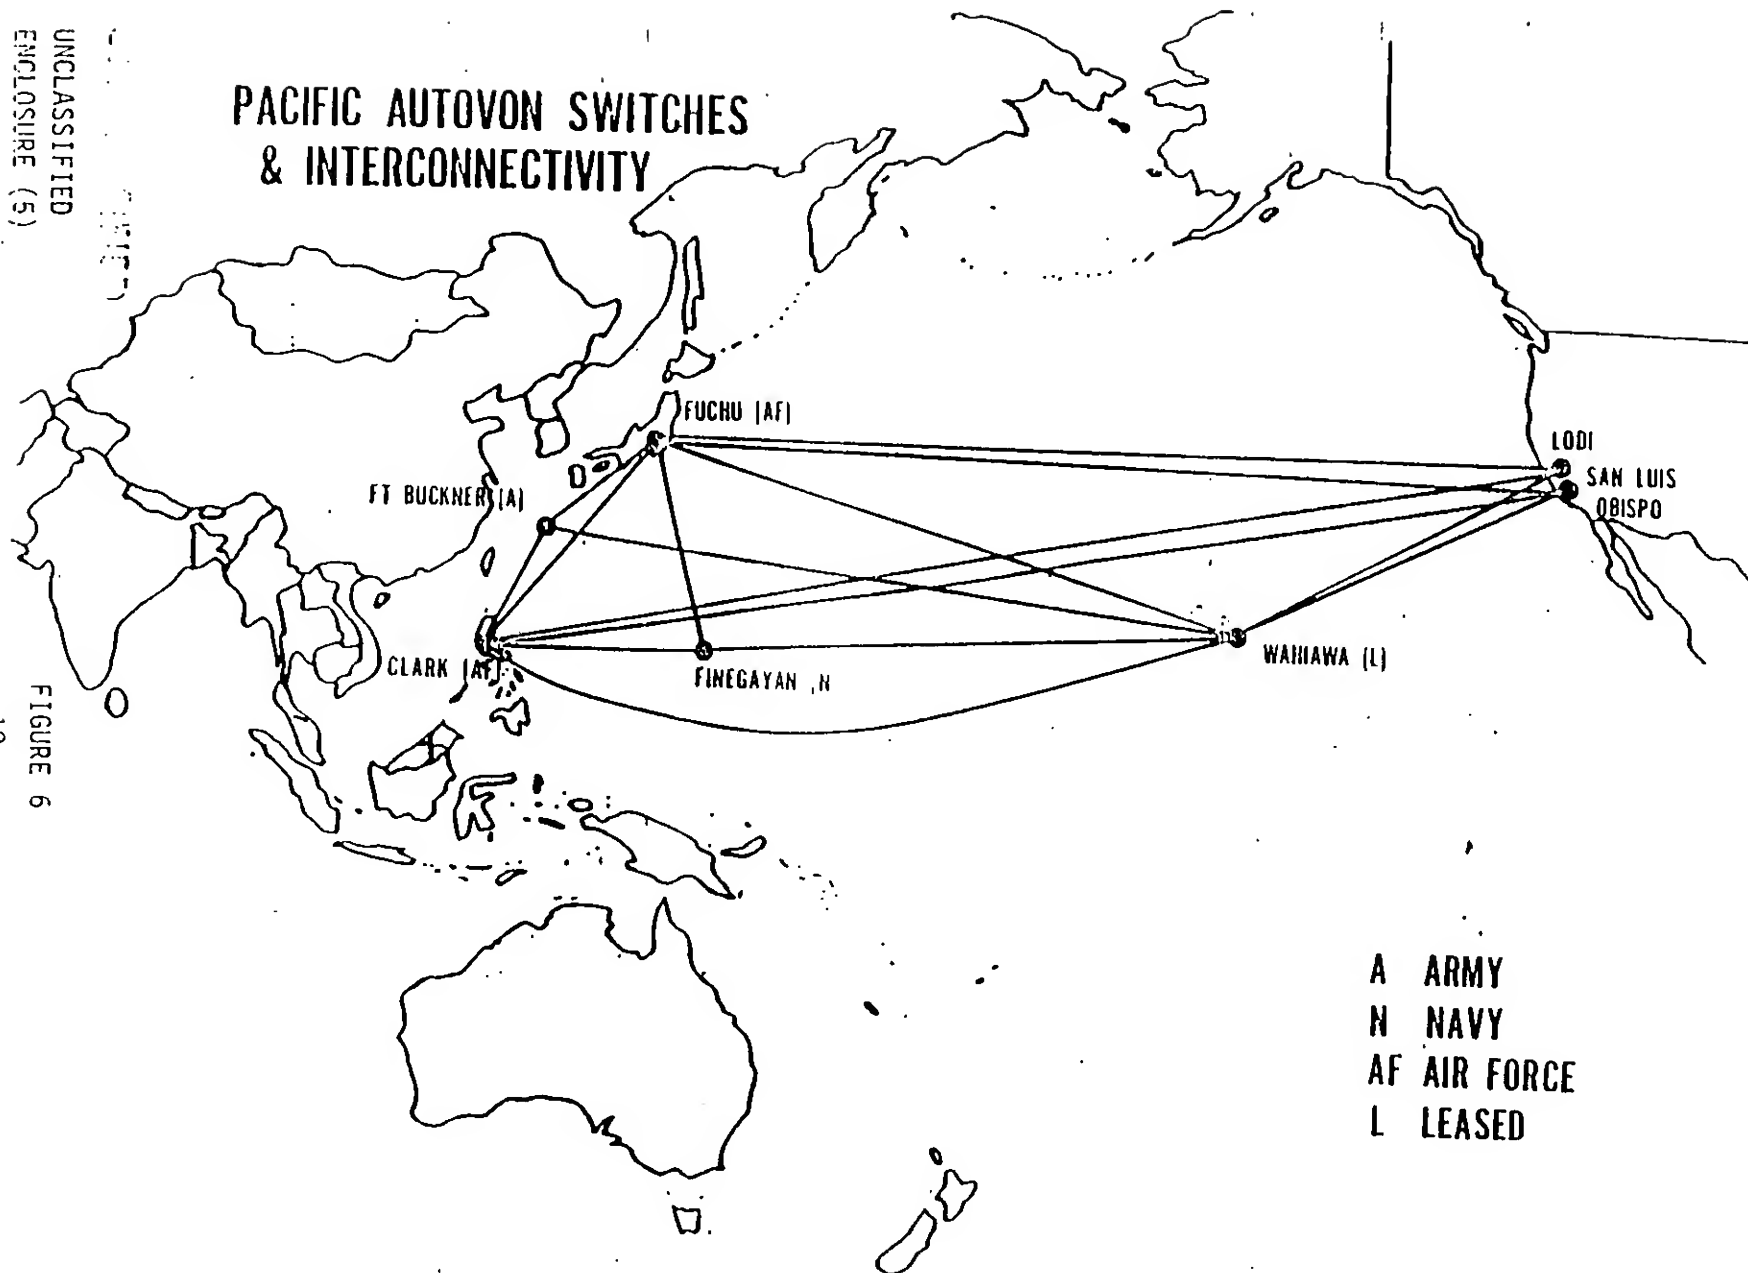 UNCLASSIFIED
ENCLOSURE (5)
PACIFIC AUTOVON SWITCHES
& INTERCONNECTIVITY
FUCHU (AF)
LODI
SAN LUIS
OBISPO
FT BUCKNER (A)
CLARK (AF)
FINEGAYAN N
WAHIAWA (L)
FIGURE 6
A ARMY
N NAVY
AF AIR FORCE
L LEASED